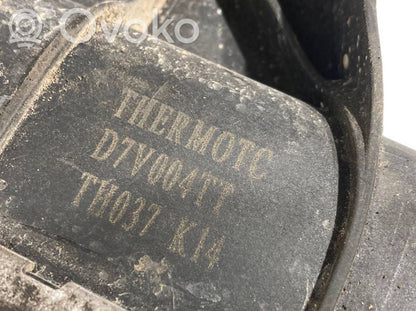 Ovoko
THERMOTC
D7V004TT
TH037 K14